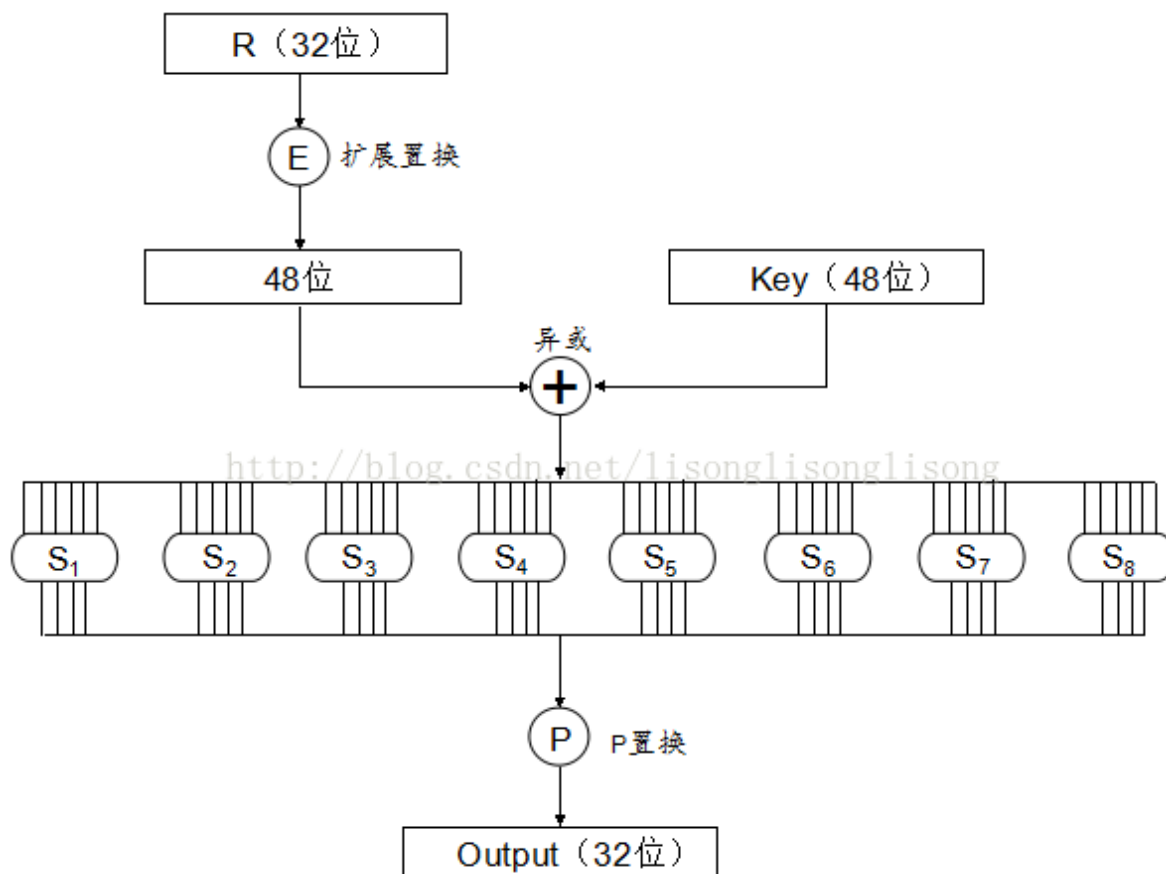 R（32位）
E
扩展置换
48位
Key（48位）
异或
+
http://blog.csdn.net/lisonglisonglisong
S1
S2
S3
S4
S5
S6
S7
S8
P
P置换
Output（32位）